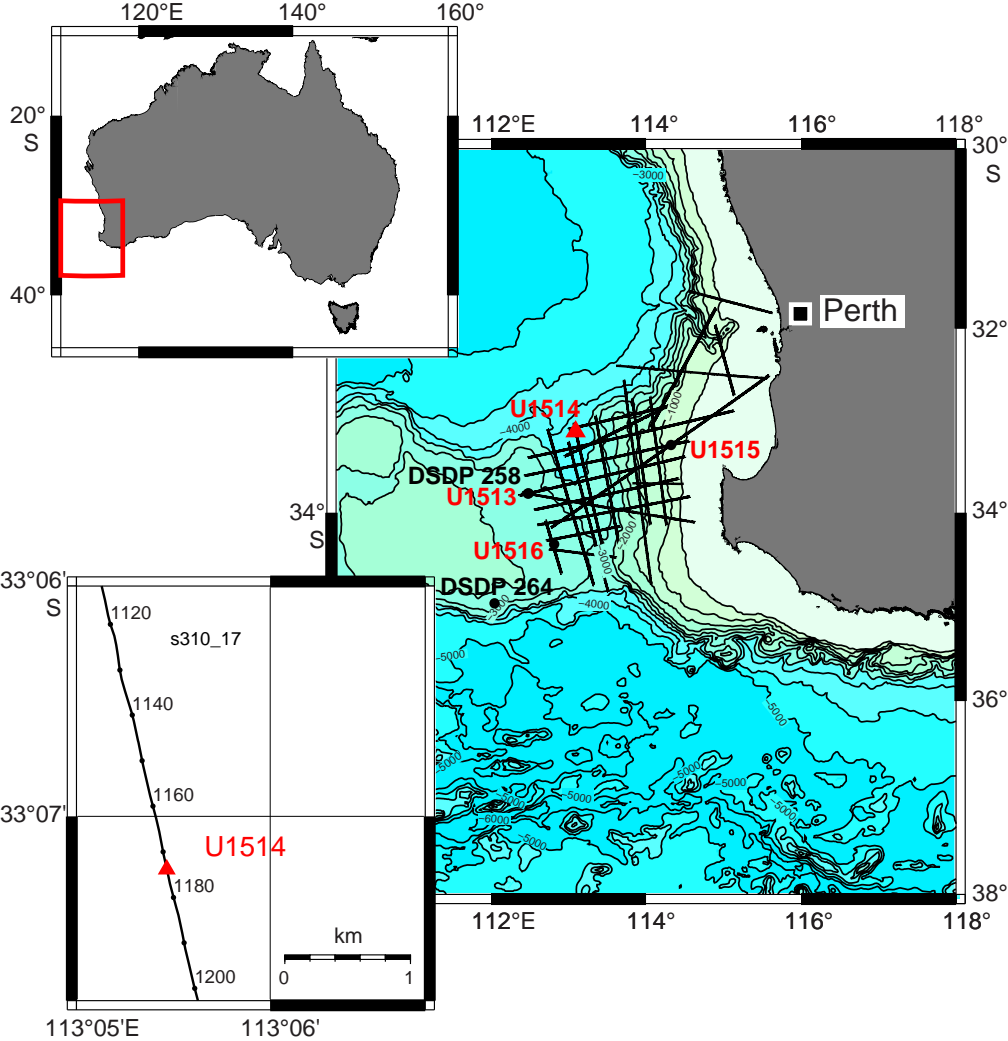 120°E 140° 160°
20°
S
40°
112°E 114° 116° 118°
30°
S
−3000
32°
Perth
−1000
U1514
−4000
U1515
DSDP 258
U1513
34°
S
34°
−2000
U1516
−3000
DSDP 264
−3000
−4000
33°06'
S
−5000
36°
−5000
−5000
−5000
−5000
−5000
−5000
−5000
−6000
−5000
38°
112°E 114° 116° 118°
1120
s310_17
1140
1160
33°07'
U1514
1180
km
0 1
1200
113°05'E 113°06'